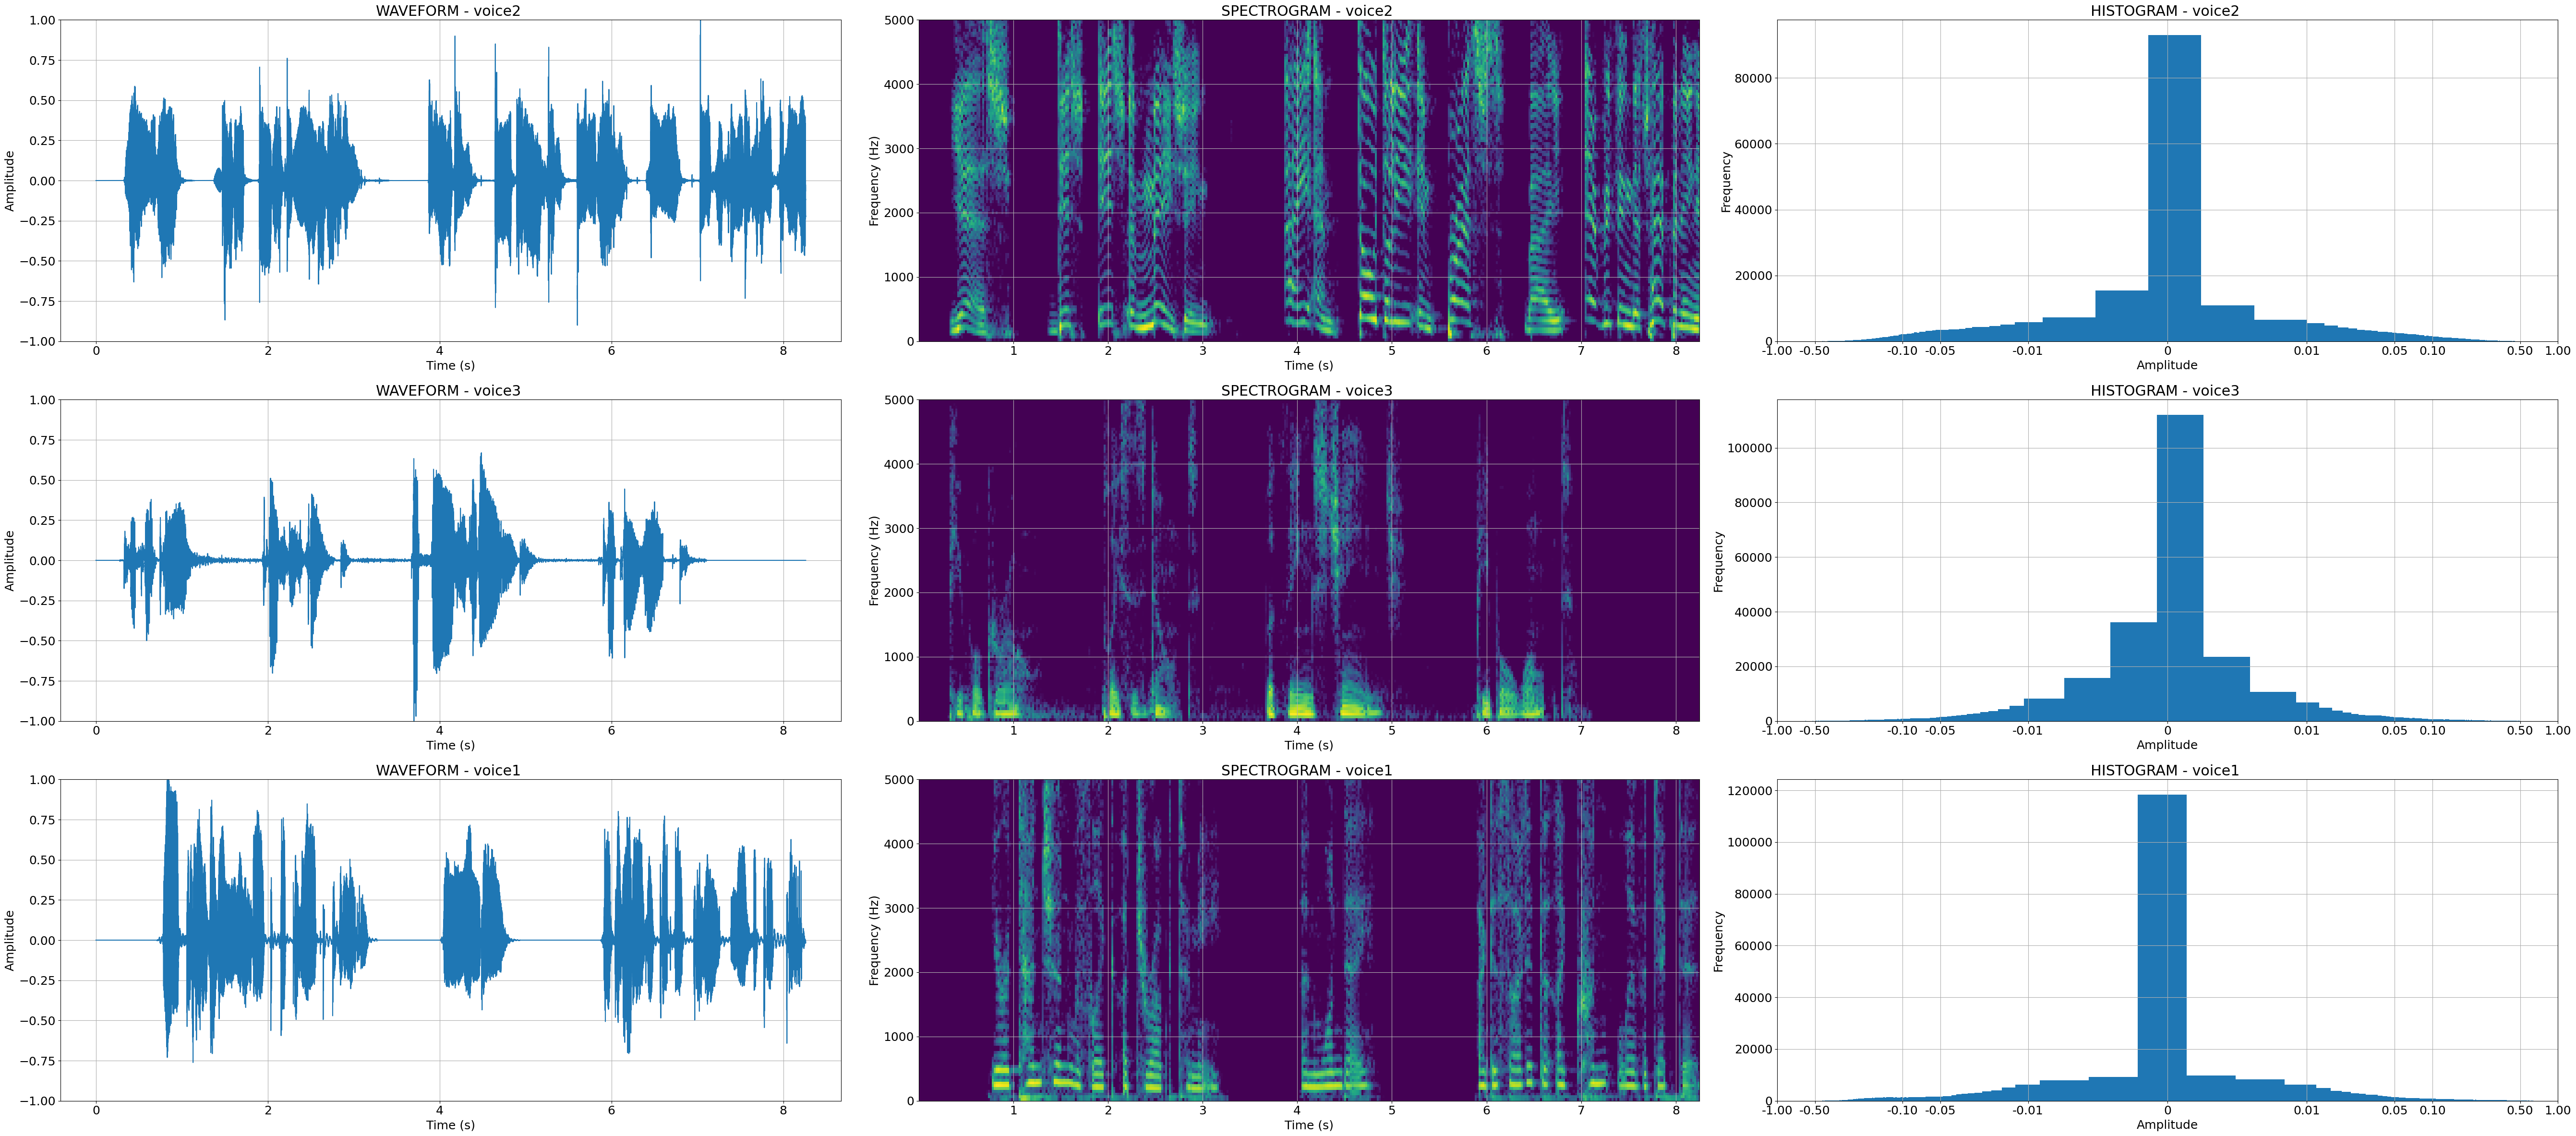 WAVEFORM - voice2 SPECTROGRAM - voice2 HISTOGRAM - voice2
1.00 5000
0.75 80000
4000
0.50
0.25 3000 60000
Amplitude 0.00 Frequency (Hz) Frequency
−0.25 2000 40000
−0.50
1000 20000
−0.75
−1.00 0 0
0 2 4 6 8 1 2 3 4 5 6 7 8 -1.00 -0.50 -0.10 -0.05 -0.01 0 0.01 0.05 0.10 0.50 1.00
Time (s) Time (s) Amplitude
WAVEFORM - voice3 SPECTROGRAM - voice3 HISTOGRAM - voice3
1.00 5000
0.75 100000
4000
0.50 80000
0.25 3000
Amplitude 0.00 Frequency (Hz) Frequency 60000
−0.25 2000 40000
−0.50
1000 20000
−0.75
−1.00 0 0
0 2 4 6 8 1 2 3 4 5 6 7 8 -1.00 -0.50 -0.10 -0.05 -0.01 0 0.01 0.05 0.10 0.50 1.00
Time (s) Time (s) Amplitude
WAVEFORM - voice1 SPECTROGRAM - voice1 HISTOGRAM - voice1
1.00 5000 120000
0.75 100000
4000
0.50 80000
0.25 3000
Amplitude 0.00 Frequency (Hz) Frequency 60000
−0.25 2000 40000
−0.50
1000 20000
−0.75
−1.00 0 0
0 2 4 6 8 1 2 3 4 5 6 7 8 -1.00 -0.50 -0.10 -0.05 -0.01 0 0.01 0.05 0.10 0.50 1.00
Time (s) Time (s) Amplitude